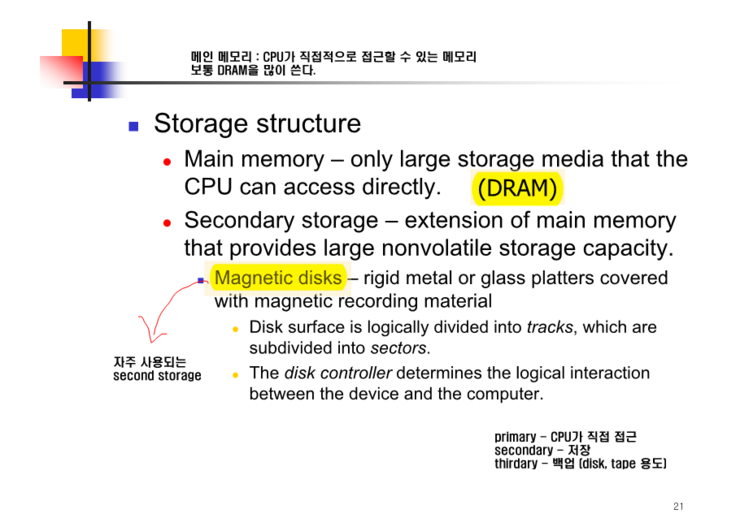 메인 메모리 : CPU가 직접적으로 접근할 수 있는 메모리
보통 DRAM을 많이 쓴다.
Storage structure
Main memory – only large storage media that the
CPU can access directly. (DRAM)
Secondary storage – extension of main memory
that provides large nonvolatile storage capacity.
Magnetic disks – rigid metal or glass platters covered
with magnetic recording material
Disk surface is logically divided into tracks, which are
subdivided into sectors.
자주 사용되는
second storage
The disk controller determines the logical interaction
between the device and the computer.
primary - CPU가 직접 접근
secondary - 저장
thirdary - 백업 (disk, tape 용도)
21